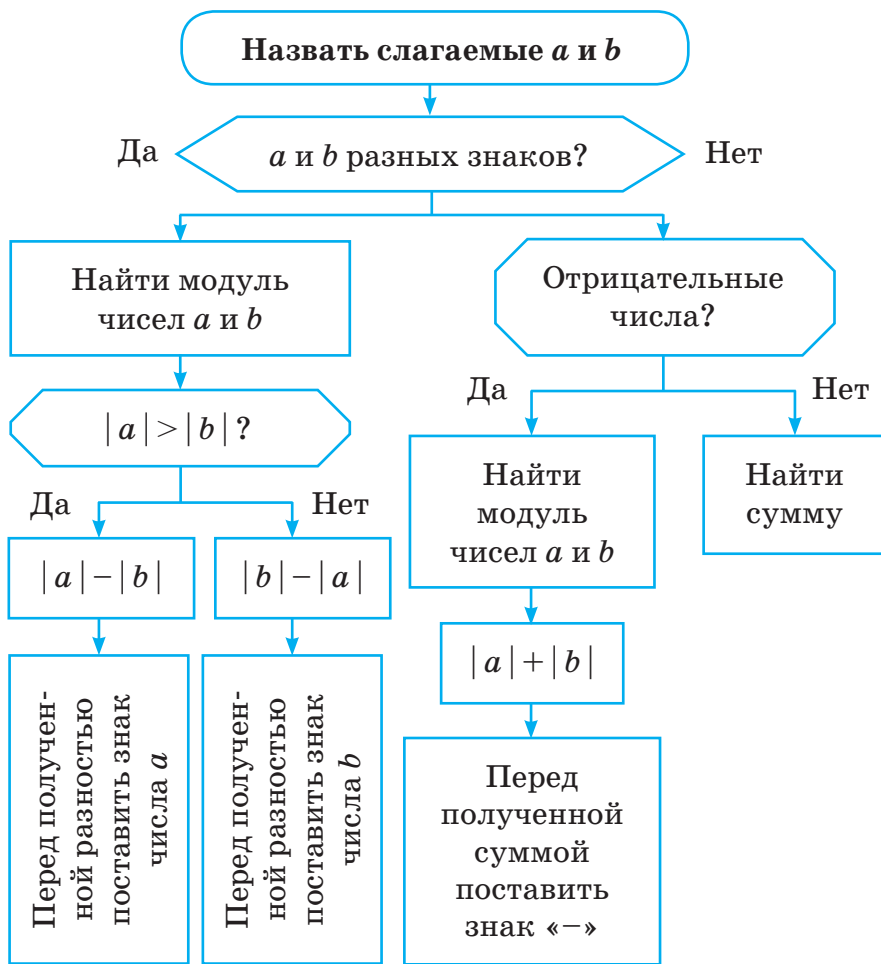 Назвать слагаемые a и b
Да
a и b разных знаков?
Нет
Найти модуль
чисел a и b
Отрицательные
числа?
|a|>|b|?
Да
Нет
Да
Нет
|a|−|b|
|b|−|a|
Найти
модуль
чисел a и b
Найти
сумму
Перед получен-
ной разностью
поставить знак
числа a
Перед получен-
ной разностью
поставить знак
числа b
|a|+|b|
Перед
полученной
суммой
поставить
знак «−»